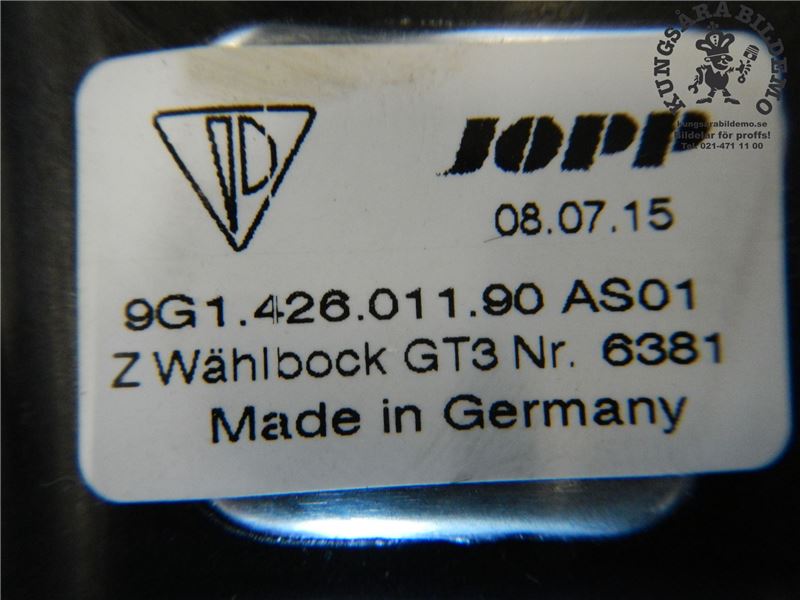 KUNGSÅRA BILDEMO
kungsarabildemo.se
Bildelar för proffs!
Tel: 021-471 11 00
JOPP
08.07.15
9G1.426.011.90 AS01
Z Wählbock GT3 Nr. 6381
Made in Germany